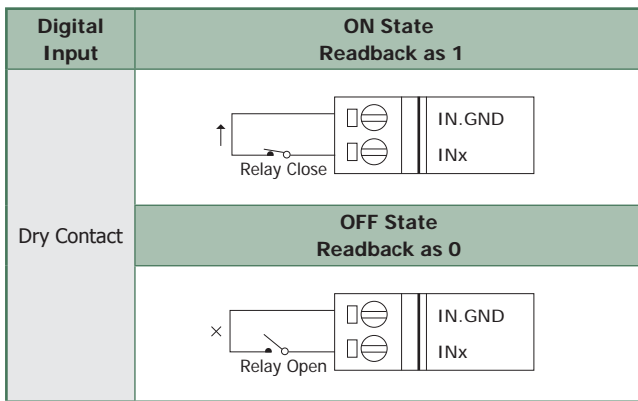 Digital
Input
ON State
Readback as 1
IN.GND
INx
Relay Close
Dry Contact
OFF State
Readback as 0
IN.GND
INx
Relay Open